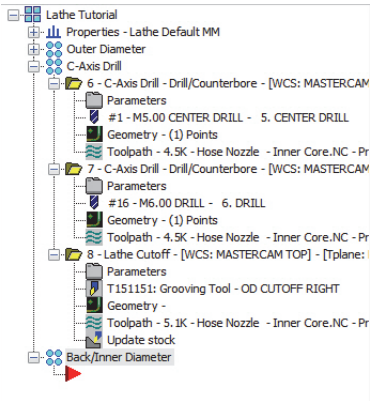 Lathe Tutorial
Properties - Lathe Default MM
Outer Diameter
C-Axis Drill
6 - C-Axis Drill - Drill/Counterbore - [WCS: MASTERCAM
Parameters
#1 - M5.00 CENTER DRILL - 5. CENTER DRILL
Geometry - (1) Points
Toolpath - 4.5K - Hose Nozzle - Inner Core.NC - Pr
7 - C-Axis Drill - Drill/Counterbore - [WCS: MASTERCAM
Parameters
#16 - M6.00 DRILL - 6. DRILL
Geometry - (1) Points
Toolpath - 4.5K - Hose Nozzle - Inner Core.NC - Pr
8 - Lathe Cutoff - [WCS: MASTERCAM TOP] - [Tplane:
Parameters
T151151: Grooving Tool - OD CUTOFF RIGHT
Geometry -
Toolpath - 5.1K - Hose Nozzle - Inner Core.NC - Pr
Update stock
Back/Inner Diameter